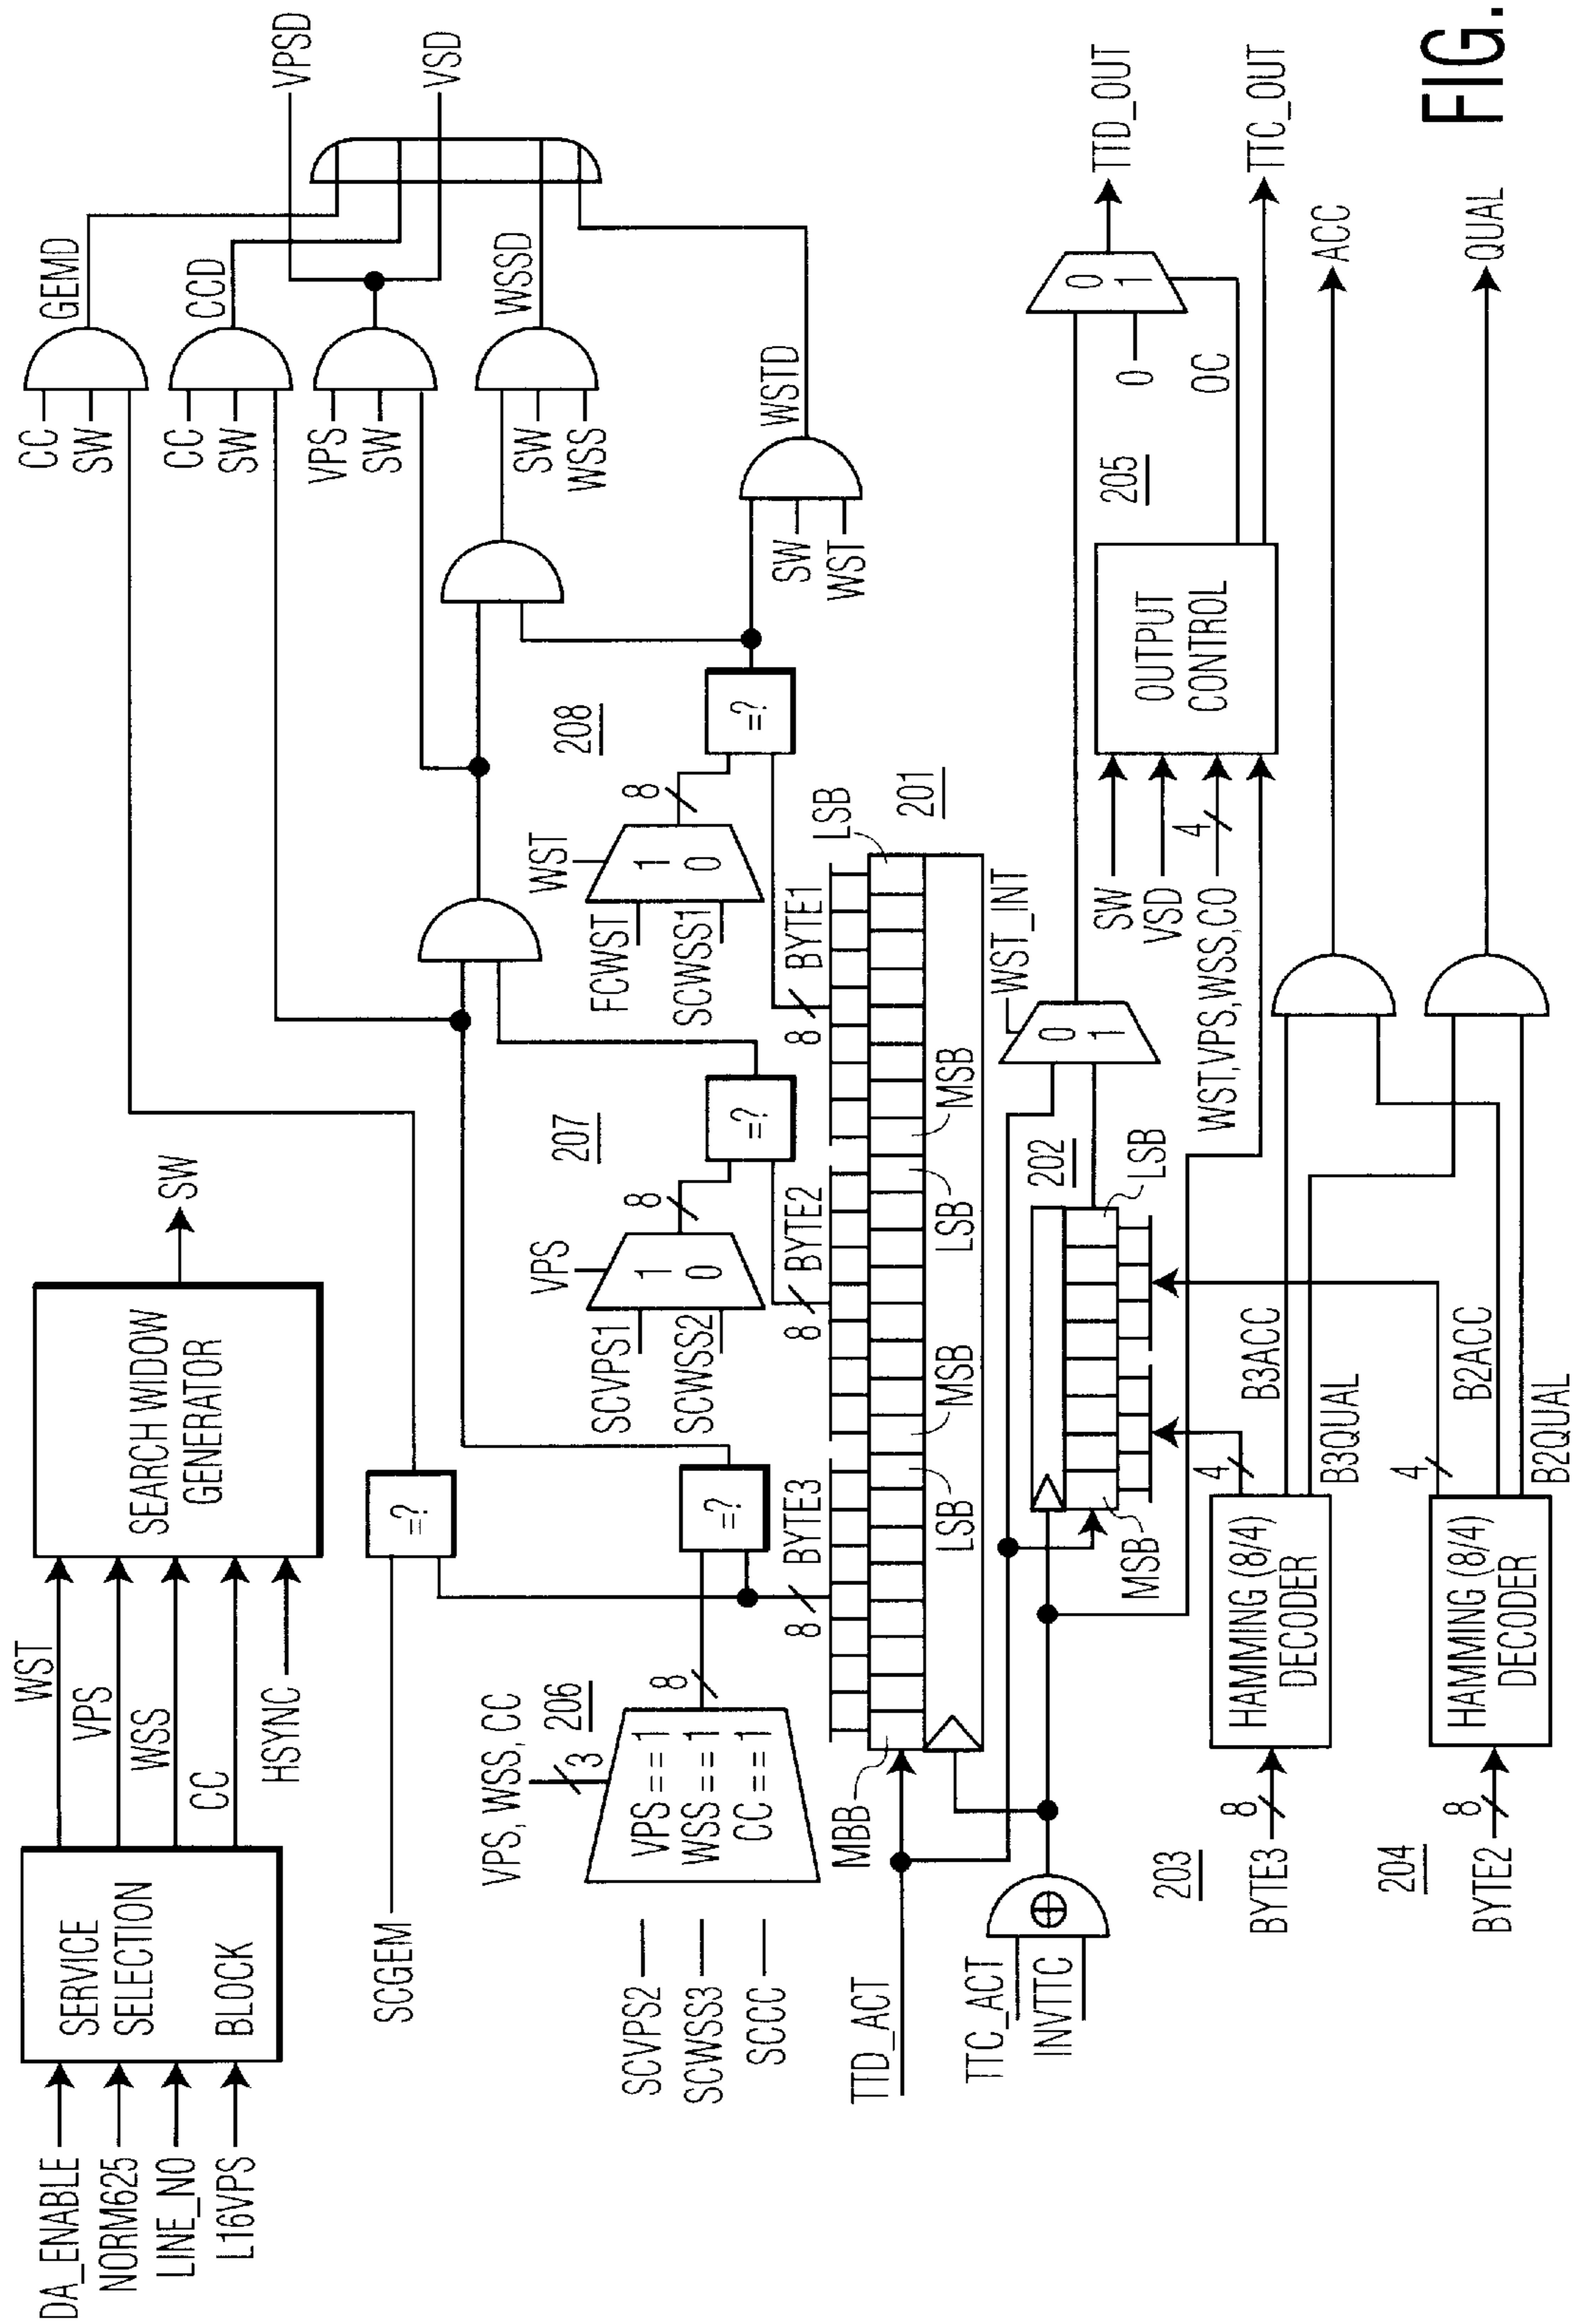 DA_ENABLE
NORM625
LINE_NO
L16VPS
SERVICE
SELECTION
BLOCK
WST
VPS
WSS
CC
HSYNC
SEARCH WIDOW
GENERATOR
SW
CC
SW
GEMD
CC
SW
CCD
VPS
SW
SW
WSS
WSSD
VPSD
VSD
SCGEM
=?
VPS, WSS, CC
3
206
SCVPS2
SCWSS3
SCCC
VPS == 1
WSS == 1
CC == 1
8
=?
SCVPS1
SCWSS2
VPS
1
0
8
207
=?
FCWST
SCWSS1
WST
1
0
8
208
=?
SW
WST
WSTD
8
BYTE3
8
BYTE2
8
BYTE1
LSB
201
MBB
LSB
MSB
LSB
MSB
TTD_ACT
TTC_ACT
INVTTC
MSB
202
LSB
WST_INT
0
1
0
0
1
TTD_OUT
205
OC
SW
VSD
4
WST,VPS,WSS,CO
OUTPUT
CONTROL
TTC_OUT
203
BYTE3
8
HAMMING (8/4)
DECODER
4
B3ACC
B3QUAL
ACC
204
BYTE2
8
HAMMING (8/4)
DECODER
4
B2ACC
B2QUAL
QUAL
FIG.